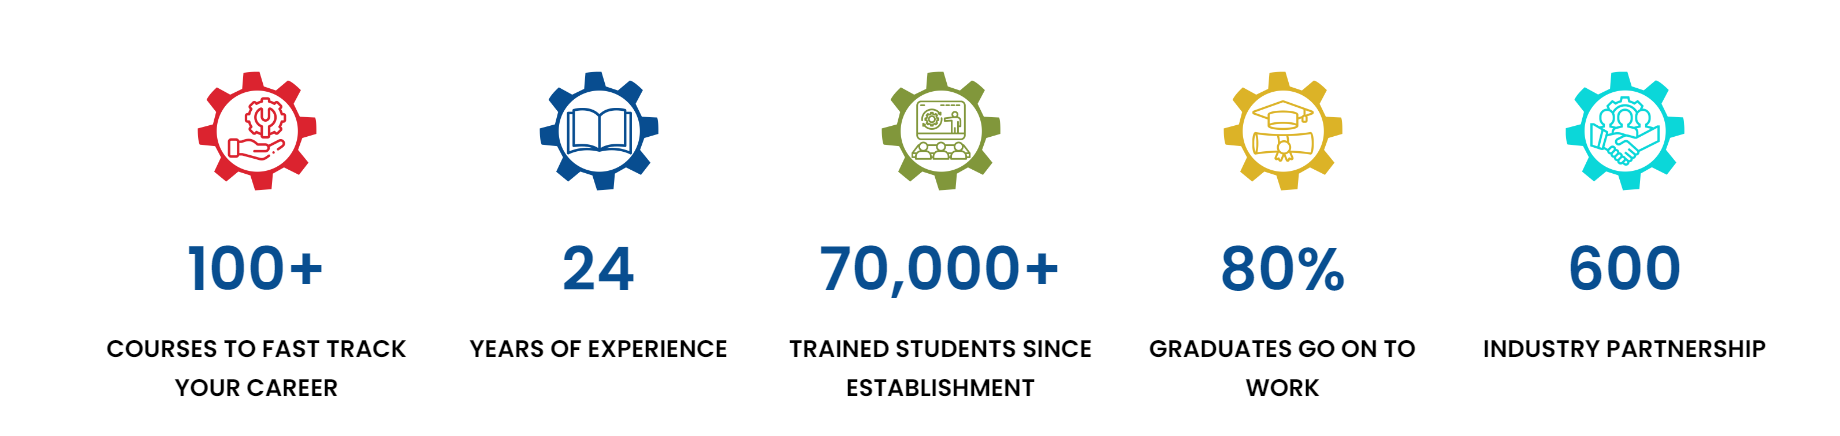 100+
COURSES TO FAST TRACK
YOUR CAREER
24
YEARS OF EXPERIENCE
70,000+
TRAINED STUDENTS SINCE
ESTABLISHMENT
80%
GRADUATES GO ON TO
WORK
600
INDUSTRY PARTNERSHIP